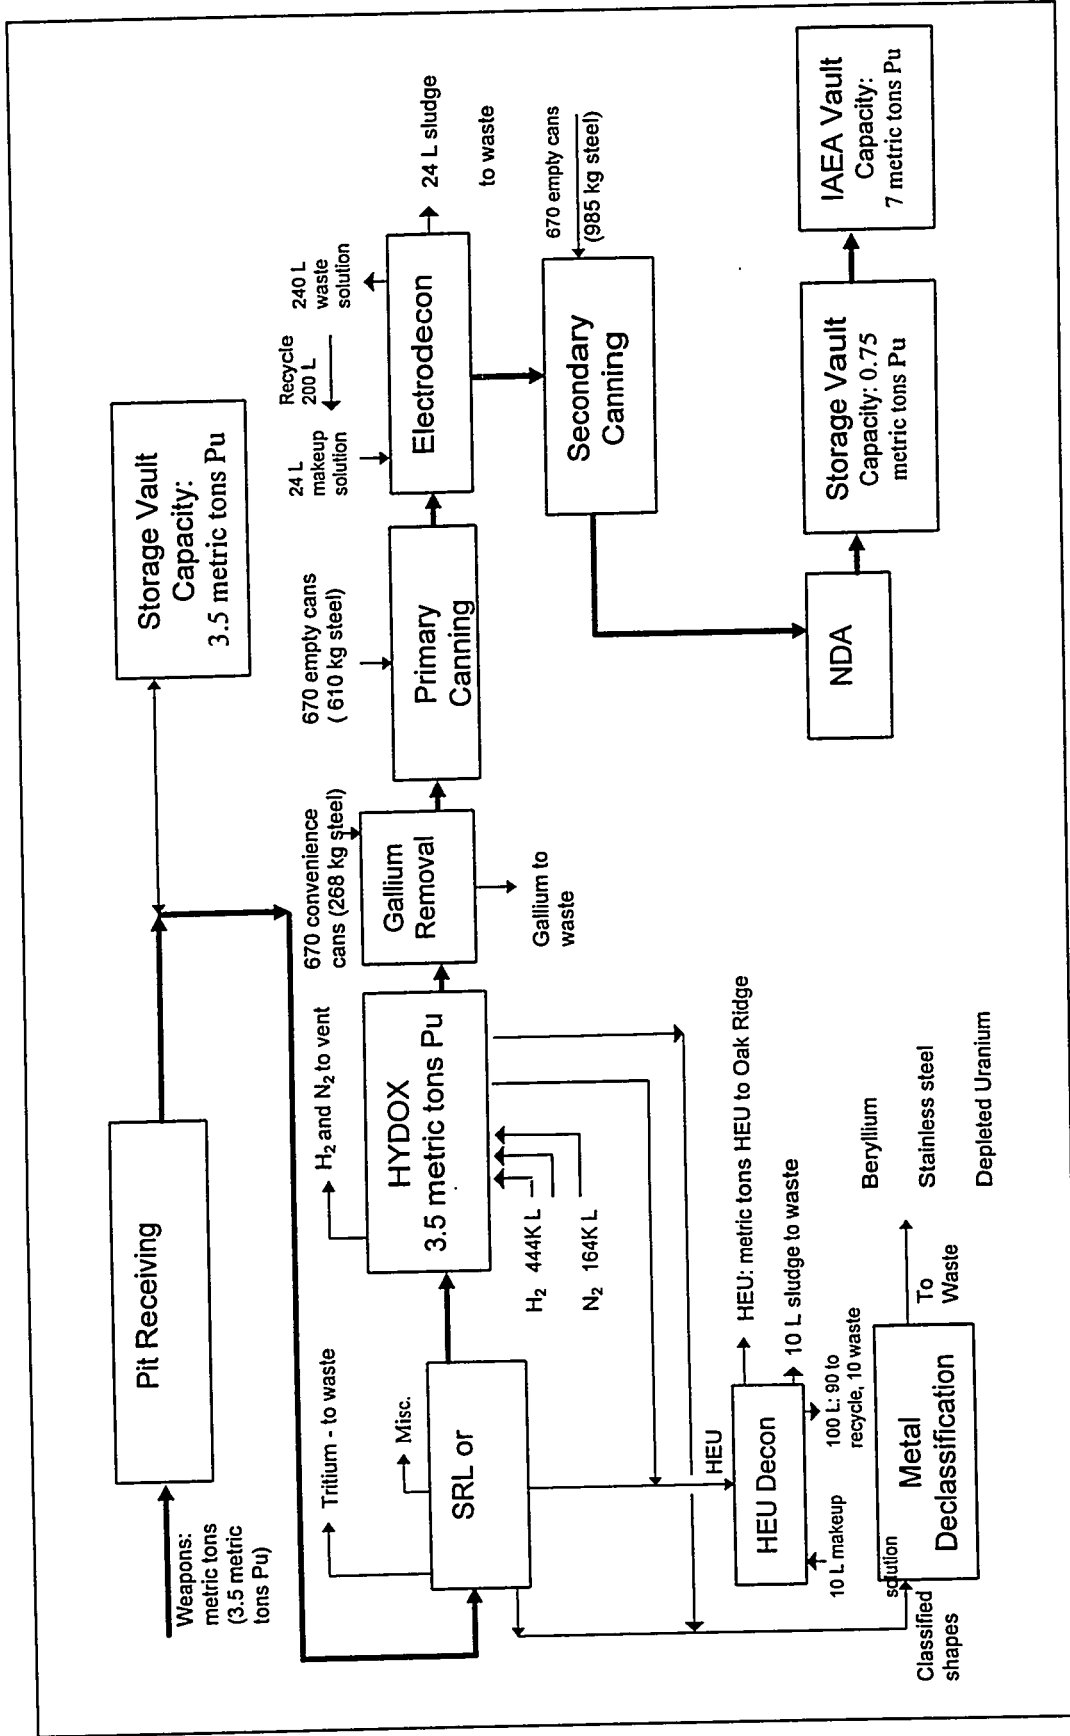 Pit Receiving
Weapons:
metric tons
(3.5 metric
tons Pu)
Storage Vault
Capacity:
3.5 metric tons Pu
Tritium - to waste
Misc.
SRL or
H₂ and N₂ to vent
HYDOX
3.5 metric tons Pu
H₂ 444K L
N₂ 164K L
670 convenience
cans (268 kg steel)
Gallium
Removal
Gallium to
waste
670 empty cans
( 610 kg steel)
Primary
Canning
24 L
makeup
solution
Recycle
200 L
240 L
waste
solution
Electrodecon
24 L sludge
to waste
670 empty cans
(985 kg steel)
Secondary
Canning
HEU
HEU Decon
HEU: metric tons HEU to Oak Ridge
10 L sludge to waste
100 L: 90 to
recycle, 10 waste
10 L makeup
solution
Classified
shapes
Metal
Declassification
To
Waste
Beryllium
Stainless steel
Depleted Uranium
NDA
Storage Vault
Capacity: 0.75
metric tons Pu
IAEA Vault
Capacity:
7 metric tons Pu